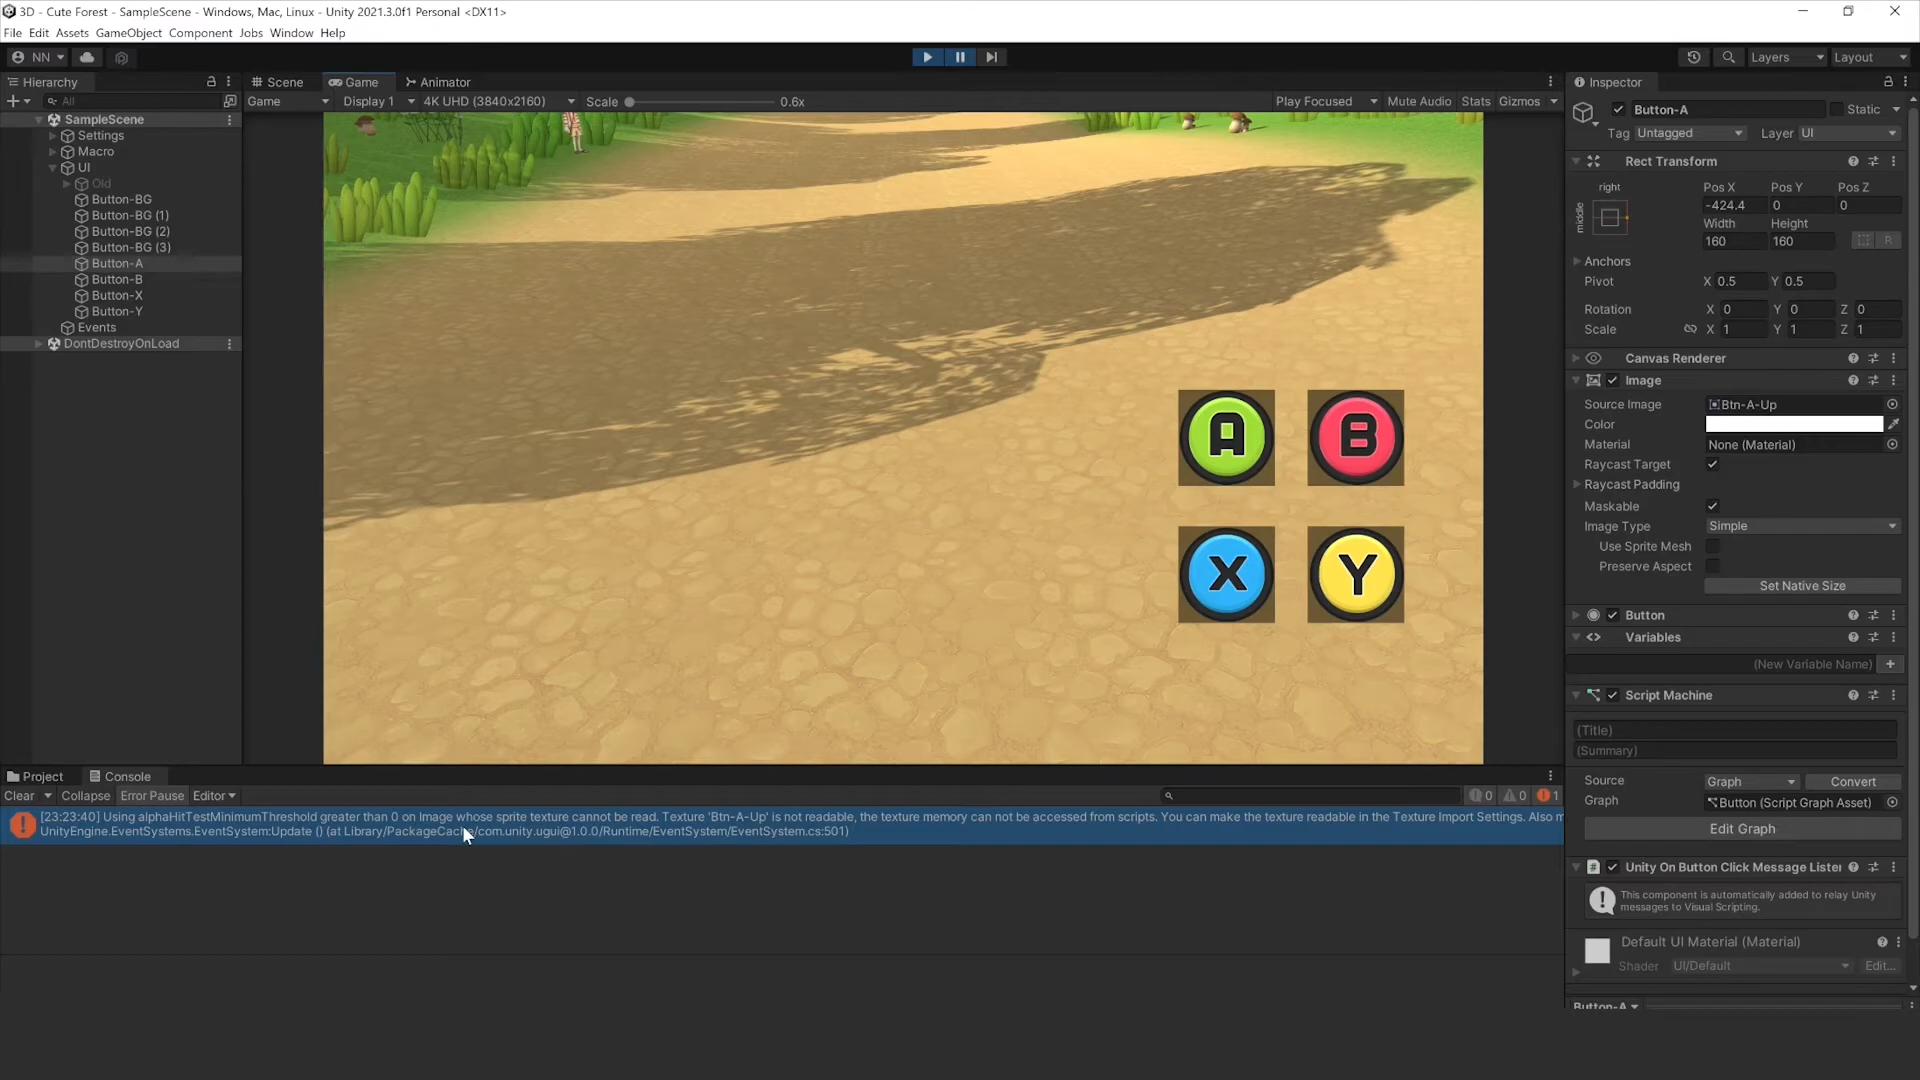 3D - Cute Forest - SampleScene - Windows, Mac, Linux - Unity 2021.3.0f1 Personal <DX11>
File Edit Assets GameObject Component Jobs Window Help
NN
Layers
Layout
Hierarchy
All
SampleScene
Settings
Macro
UI
Old
Button-BG
Button-BG (1)
Button-BG (2)
Button-BG (3)
Button-A
Button-B
Button-X
Button-Y
Events
DontDestroyOnLoad
Scene Game Animator
Game Display 1 4K UHD (3840x2160) Scale 0.6x Play Focused Mute Audio Stats Gizmos
A B
X Y
Inspector
Button-A Static
Tag Untagged Layer UI
Rect Transform
right
middle
Pos X Pos Y Pos Z
-424.4 0 0
Width Height
160 160
R
Anchors
Pivot X 0.5 Y 0.5
Rotation X 0 Y 0 Z 0
Scale X 1 Y 1 Z 1
Canvas Renderer
Image
Source Image Btn-A-Up
Color
Material None (Material)
Raycast Target
Raycast Padding
Maskable
Image Type Simple
Use Sprite Mesh
Preserve Aspect
Set Native Size
Button
Variables
(New Variable Name) +
Script Machine
(Title)
(Summary)
Source Graph Convert
Graph Button (Script Graph Asset)
Edit Graph
Unity On Button Click Message Lister
This component is automatically added to relay Unity
messages to Visual Scripting.
Default UI Material (Material)
Shader UI/Default Edit...
Button-A
Project Console
Clear Collapse Error Pause Editor 0 0 1
[23:23:40] Using alphaHitTestMinimumThreshold greater than 0 on Image whose sprite texture cannot be read. Texture 'Btn-A-Up' is not readable, the texture memory can not be accessed from scripts. You can make the texture readable in the Texture Import Settings. Also m
UnityEngine.EventSystems.EventSystem:Update () (at Library/PackageCache/com.unity.ugui@1.0.0/Runtime/EventSystem/EventSystem.cs:501)